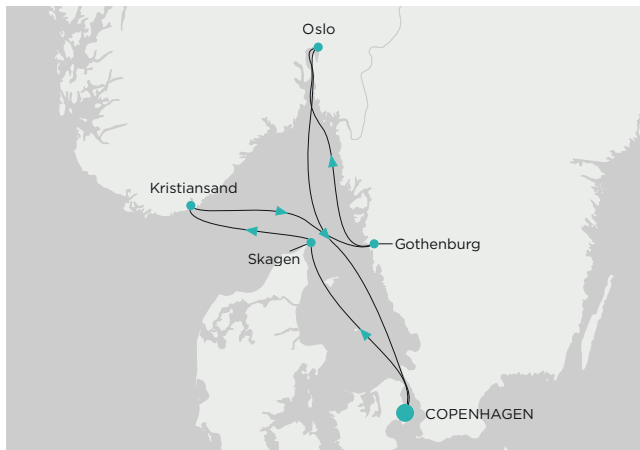 Oslo
Kristiansand
Gothenburg
Skagen
COPENHAGEN